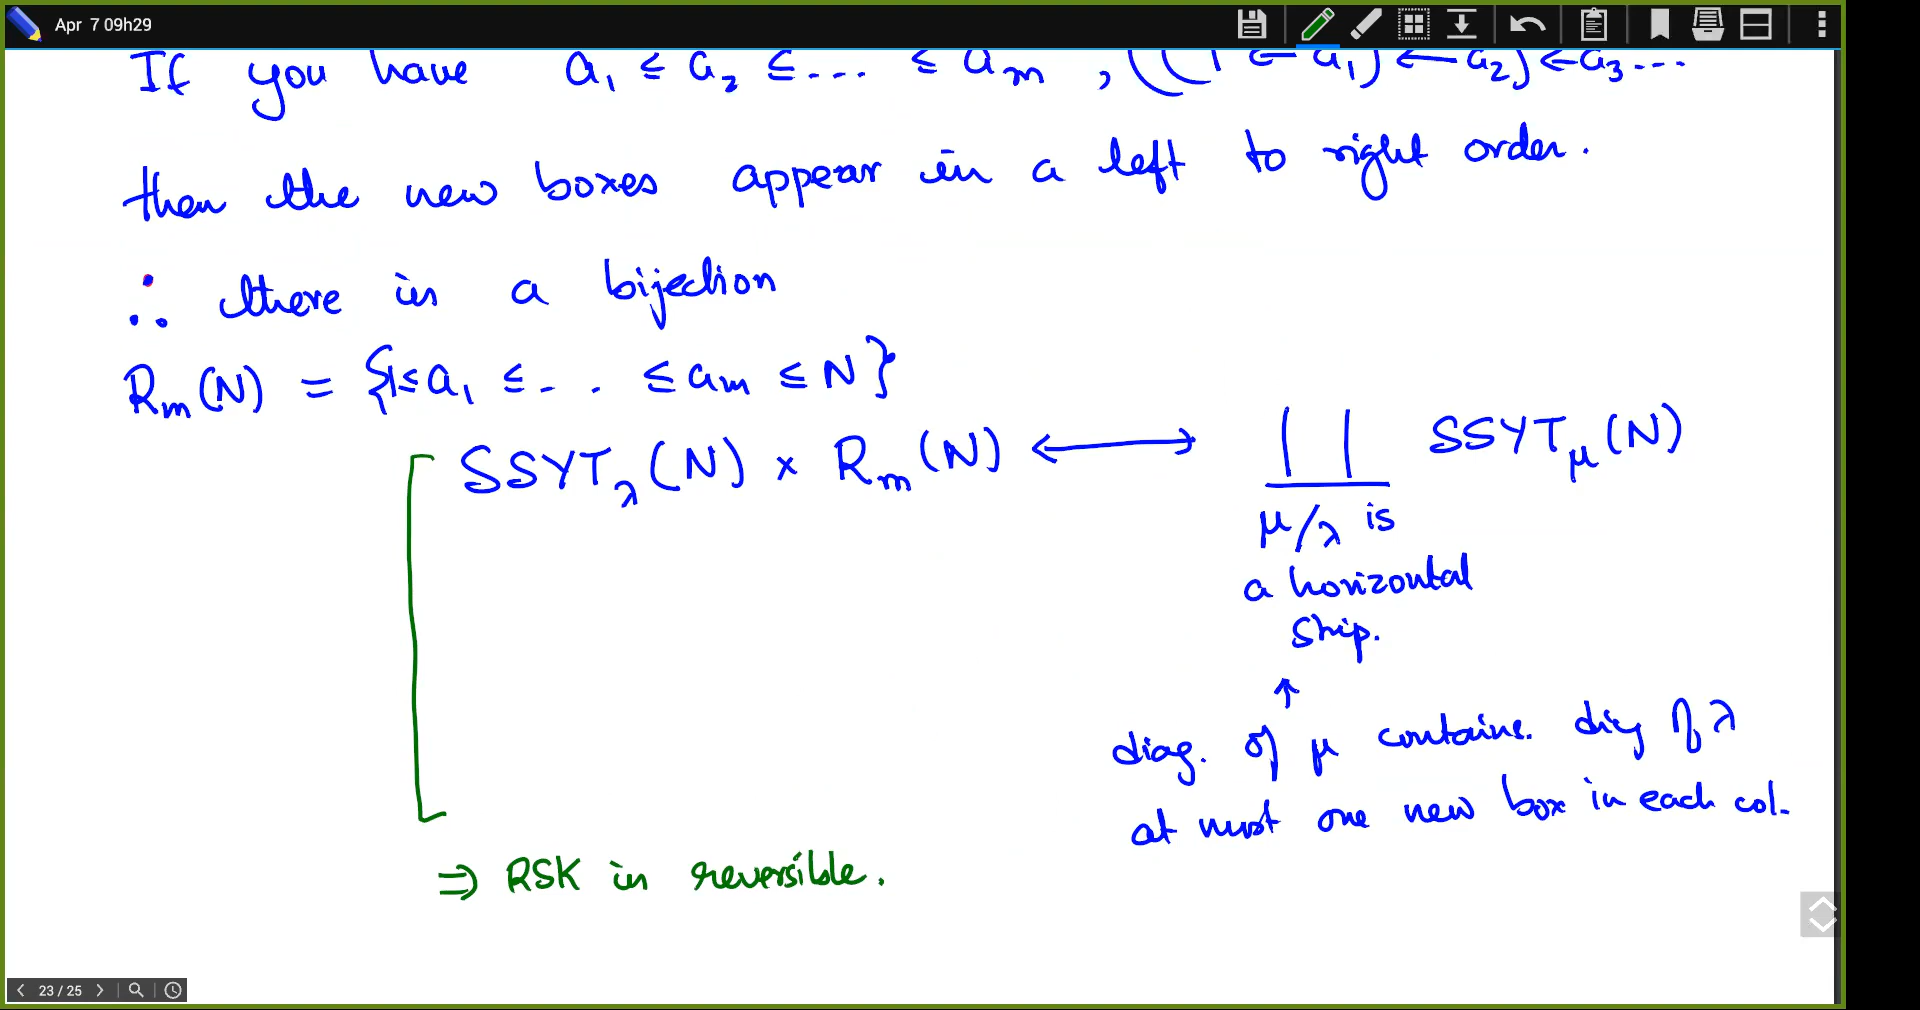 Apr 7 09h29
If you have a₁ ≤ a₂ ≤ ... ≤ aₘ , (((T ← a₁) ← a₂) ← a₃ ...
then the new boxes appear in a left to right order.
∴ there is a bijection
Rₘ(N) = {1 ≤ a₁ ≤ ... ≤ aₘ ≤ N}
SSYT_λ(N) × Rₘ(N) ⟷ ∐ SSYT_μ(N)
μ/λ is
a horizontal
strip.
↑
diag. of μ contains diag of λ
at most one new box in each col.
⇒ RSK is reversible.
23 / 25